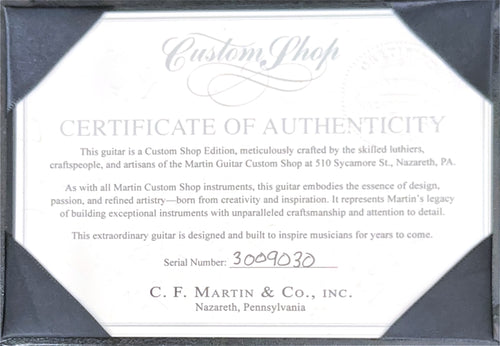 Custom Shop
CERTIFICATE OF AUTHENTICITY
This guitar is a Custom Shop Edition, meticulously crafted by the skilled luthiers,
craftspeople, and artisans of the Martin Guitar Custom Shop at 510 Sycamore St., Nazareth, PA.
As with all Martin Custom Shop instruments, this guitar embodies the essence of design,
passion, and refined artistry—born from creativity and inspiration. It represents Martin's legacy
of building exceptional instruments with unparalleled craftsmanship and attention to detail.
This extraordinary guitar is designed and built to inspire musicians for years to come.
Serial Number: 3009030
C. F. MARTIN & CO., INC.
Nazareth, Pennsylvania